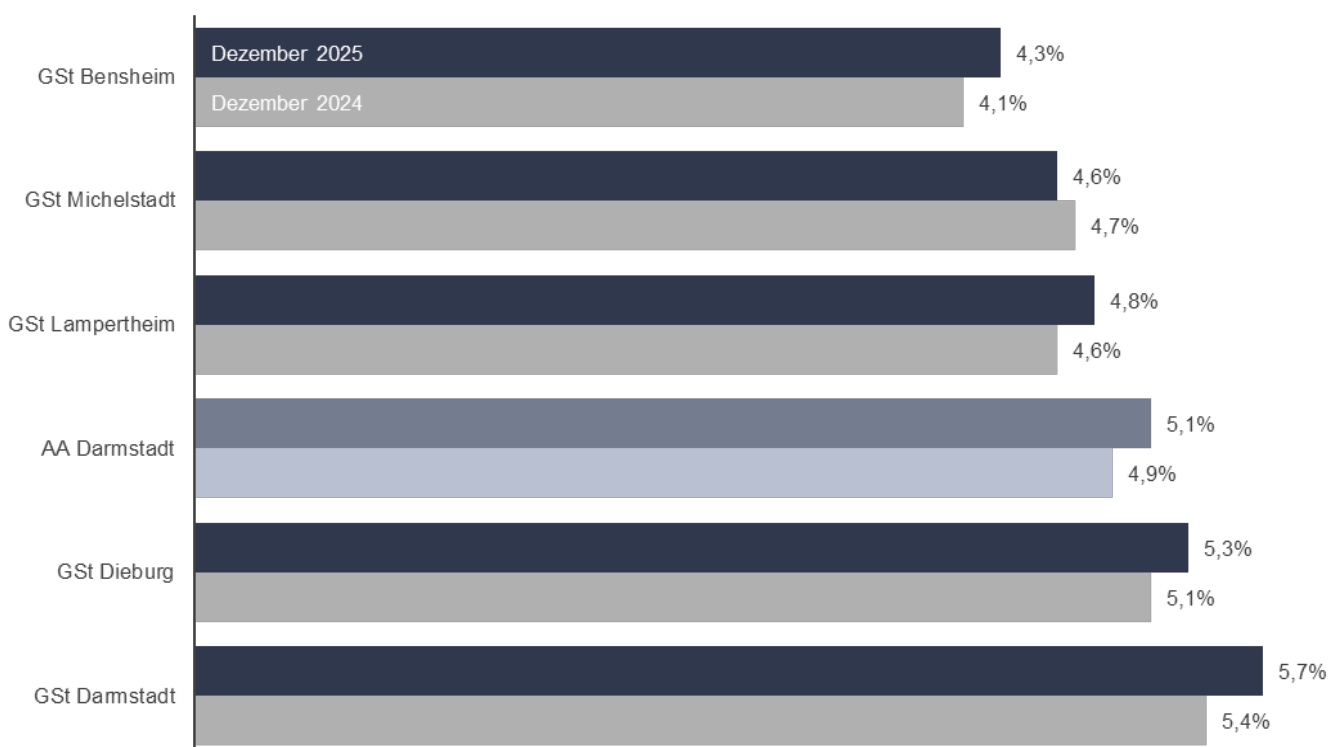 Dezember 2025
4,3%
GSt Bensheim
Dezember 2024
4,1%
4,6%
GSt Michelstadt
4,7%
4,8%
GSt Lampertheim
4,6%
5,1%
AA Darmstadt
4,9%
5,3%
GSt Dieburg
5,1%
5,7%
GSt Darmstadt
5,4%